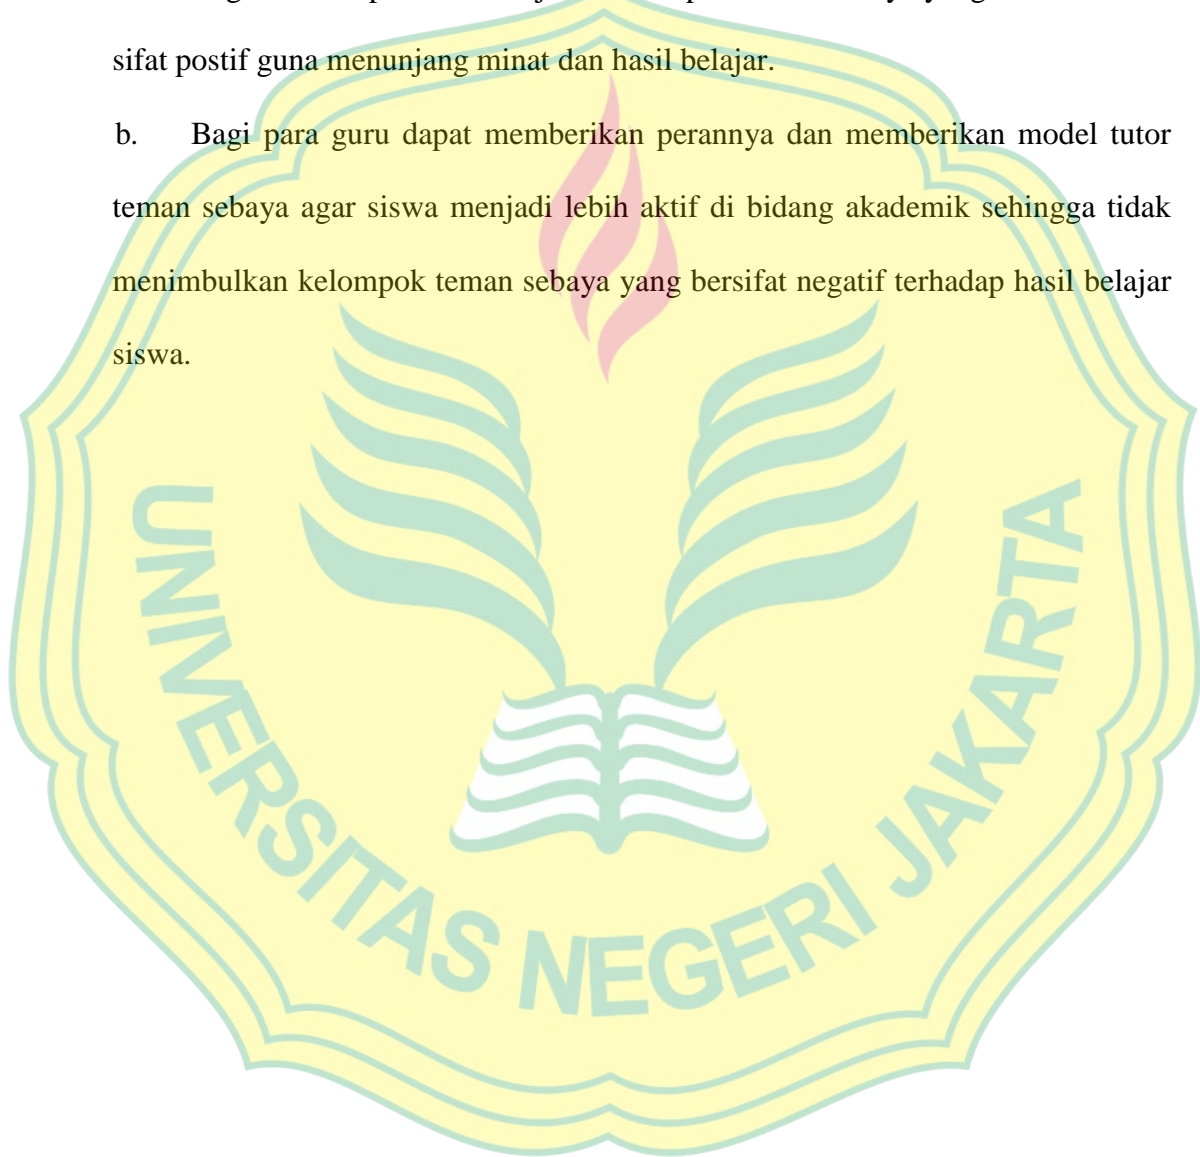 sifat postif guna menunjang minat dan hasil belajar.
b. Bagi para guru dapat memberikan perannya dan memberikan model tutor
teman sebaya agar siswa menjadi lebih aktif di bidang akademik sehingga tidak
menimbulkan kelompok teman sebaya yang bersifat negatif terhadap hasil belajar
siswa.
UNIVERSITAS NEGERI JAKARTA